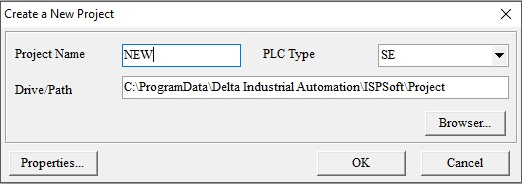 Create a New Project
Project Name NEW PLC Type SE
Drive/Path C:\ProgramData\Delta Industrial Automation\ISPSoft\Project
Browser...
Properties... OK Cancel